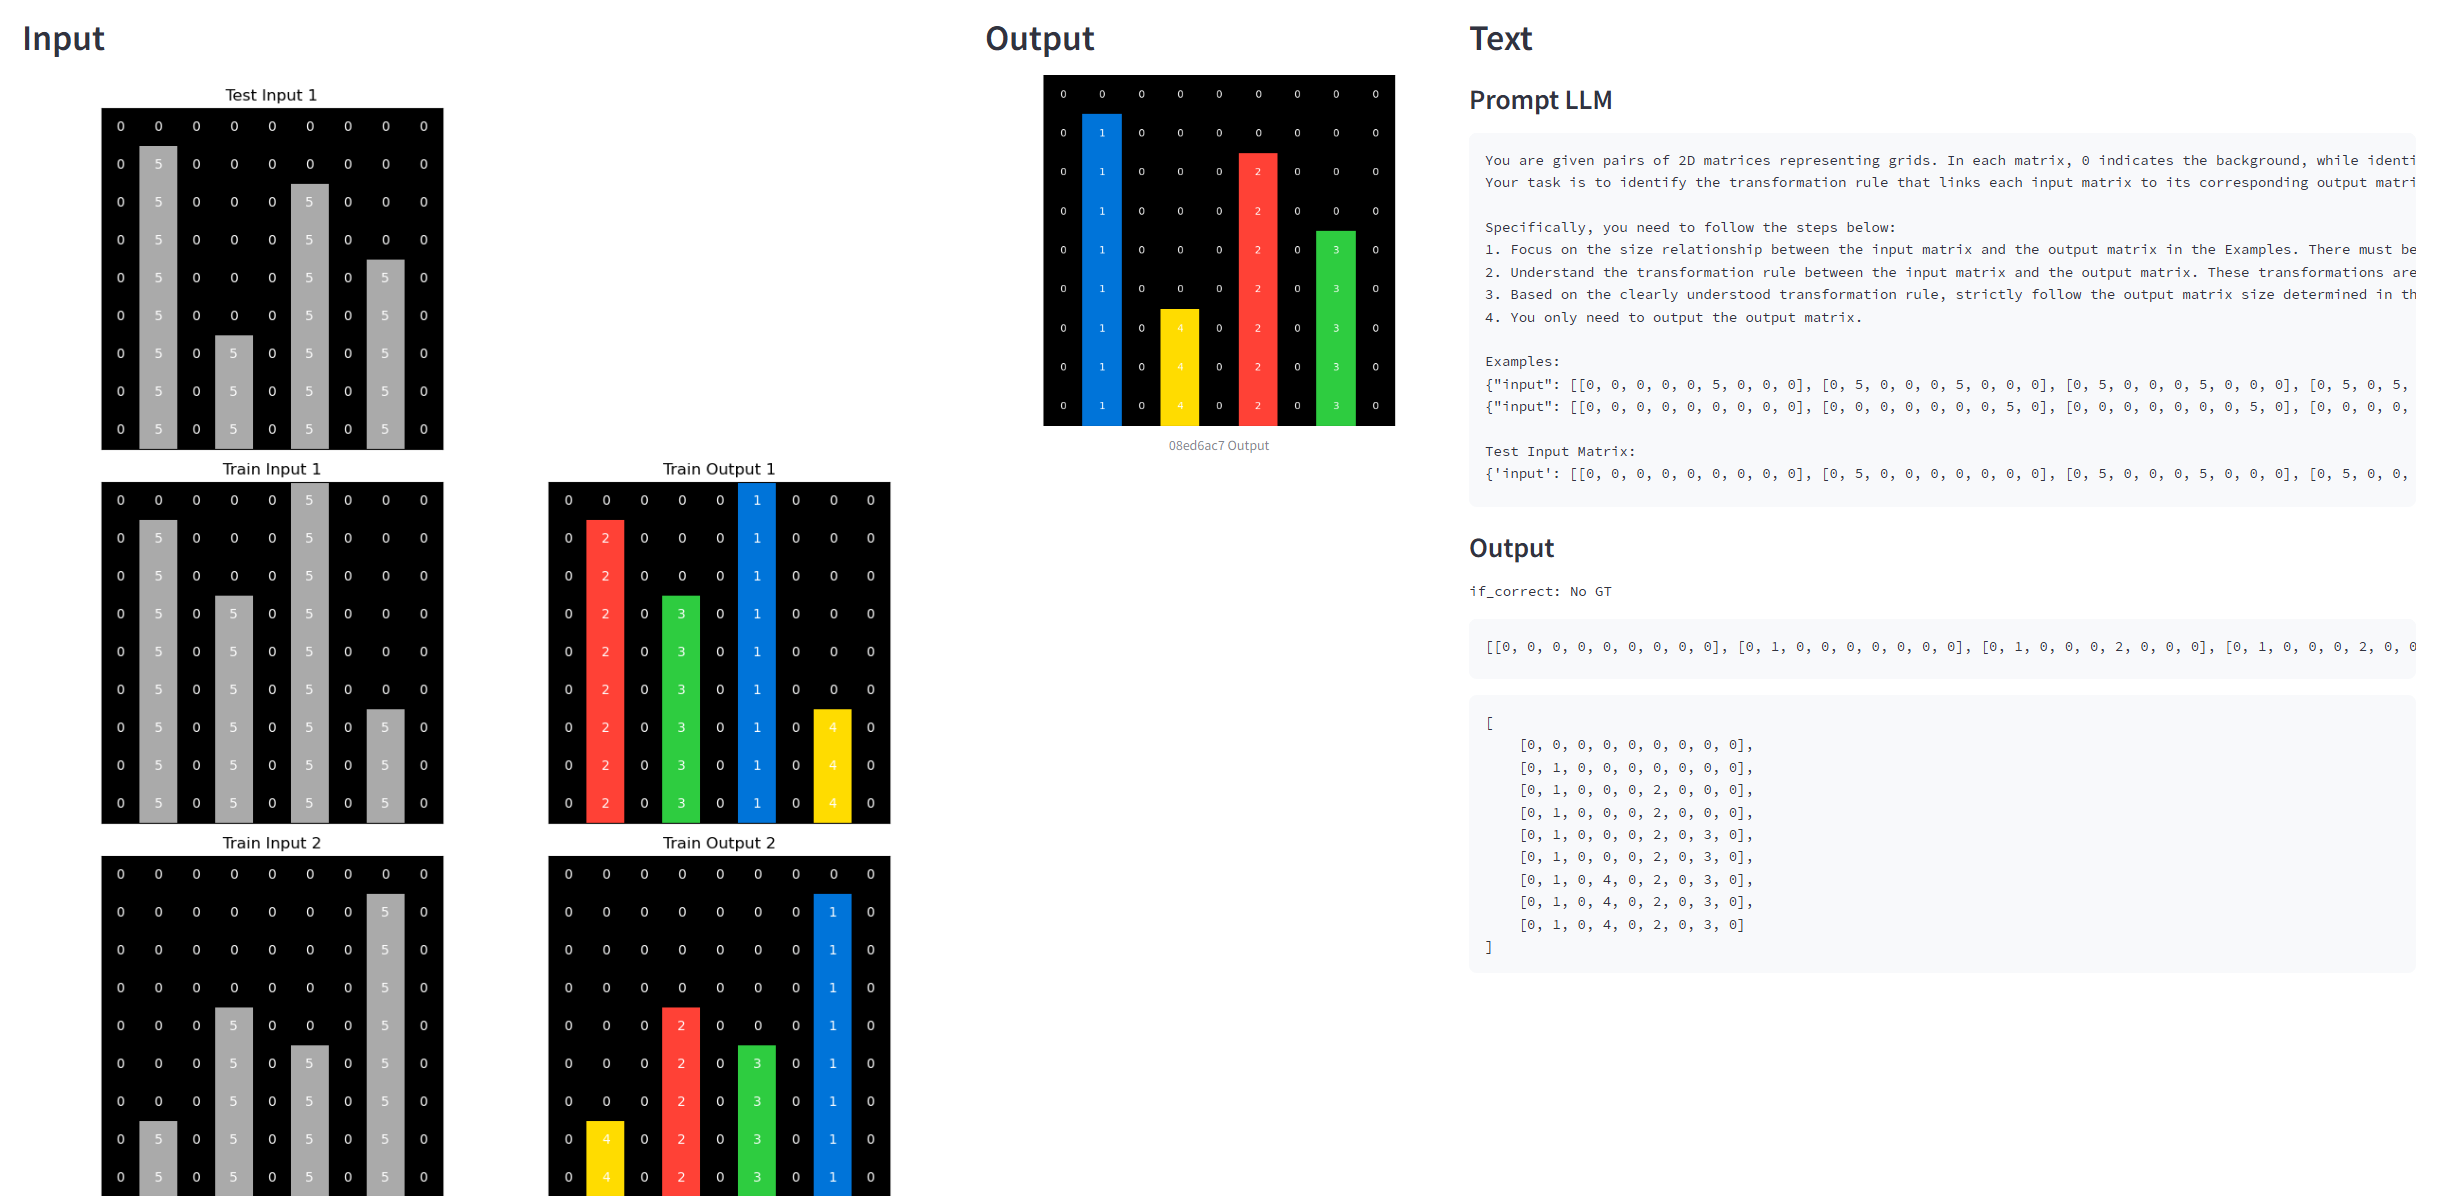 Input
Test Input 1
0 0 0 0 0 0 0 0 0
0 5 0 0 0 0 0 0 0
0 5 0 0 0 5 0 0 0
0 5 0 0 0 5 0 0 0
0 5 0 0 0 5 0 5 0
0 5 0 0 0 5 0 5 0
0 5 0 5 0 5 0 5 0
0 5 0 5 0 5 0 5 0
0 5 0 5 0 5 0 5 0
Train Input 1
0 0 0 0 0 5 0 0 0
0 5 0 0 0 5 0 0 0
0 5 0 0 0 5 0 0 0
0 5 0 5 0 5 0 0 0
0 5 0 5 0 5 0 0 0
0 5 0 5 0 5 0 0 0
0 5 0 5 0 5 0 5 0
0 5 0 5 0 5 0 5 0
0 5 0 5 0 5 0 5 0
Train Output 1
0 0 0 0 0 1 0 0 0
0 2 0 0 0 1 0 0 0
0 2 0 0 0 1 0 0 0
0 2 0 3 0 1 0 0 0
0 2 0 3 0 1 0 0 0
0 2 0 3 0 1 0 0 0
0 2 0 3 0 1 0 4 0
0 2 0 3 0 1 0 4 0
0 2 0 3 0 1 0 4 0
Train Input 2
0 0 0 0 0 0 0 0 0
0 0 0 0 0 0 0 5 0
0 0 0 0 0 0 0 5 0
0 0 0 0 0 0 0 5 0
0 0 0 5 0 0 0 5 0
0 0 0 5 0 5 0 5 0
0 0 0 5 0 5 0 5 0
0 5 0 5 0 5 0 5 0
0 5 0 5 0 5 0 5 0
Train Output 2
0 0 0 0 0 0 0 0 0
0 0 0 0 0 0 0 1 0
0 0 0 0 0 0 0 1 0
0 0 0 0 0 0 0 1 0
0 0 0 2 0 0 0 1 0
0 0 0 2 0 3 0 1 0
0 0 0 2 0 3 0 1 0
0 4 0 2 0 3 0 1 0
0 4 0 2 0 3 0 1 0
Output
0 0 0 0 0 0 0 0 0
0 1 0 0 0 0 0 0 0
0 1 0 0 0 2 0 0 0
0 1 0 0 0 2 0 0 0
0 1 0 0 0 2 0 3 0
0 1 0 0 0 2 0 3 0
0 1 0 4 0 2 0 3 0
0 1 0 4 0 2 0 3 0
0 1 0 4 0 2 0 3 0
08ed6ac7 Output
Text
Prompt LLM
You are given pairs of 2D matrices representing grids. In each matrix, 0 indicates the background, while identi
Your task is to identify the transformation rule that links each input matrix to its corresponding output matri
Specifically, you need to follow the steps below:
1. Focus on the size relationship between the input matrix and the output matrix in the Examples. There must be
2. Understand the transformation rule between the input matrix and the output matrix. These transformations are
3. Based on the clearly understood transformation rule, strictly follow the output matrix size determined in th
4. You only need to output the output matrix.
Examples:
{"input": [[0, 0, 0, 0, 0, 5, 0, 0, 0], [0, 5, 0, 0, 0, 5, 0, 0, 0], [0, 5, 0, 0, 0, 5, 0, 0, 0], [0, 5, 0, 5,
{"input": [[0, 0, 0, 0, 0, 0, 0, 0, 0], [0, 0, 0, 0, 0, 0, 0, 5, 0], [0, 0, 0, 0, 0, 0, 0, 5, 0], [0, 0, 0, 0,
Test Input Matrix:
{'input': [[0, 0, 0, 0, 0, 0, 0, 0, 0], [0, 5, 0, 0, 0, 0, 0, 0, 0], [0, 5, 0, 0, 0, 5, 0, 0, 0], [0, 5, 0, 0,
Output
if_correct: No GT
[[0, 0, 0, 0, 0, 0, 0, 0, 0], [0, 1, 0, 0, 0, 0, 0, 0, 0], [0, 1, 0, 0, 0, 2, 0, 0, 0], [0, 1, 0, 0, 0, 2, 0, 0
[
[0, 0, 0, 0, 0, 0, 0, 0, 0],
[0, 1, 0, 0, 0, 0, 0, 0, 0],
[0, 1, 0, 0, 0, 2, 0, 0, 0],
[0, 1, 0, 0, 0, 2, 0, 0, 0],
[0, 1, 0, 0, 0, 2, 0, 3, 0],
[0, 1, 0, 0, 0, 2, 0, 3, 0],
[0, 1, 0, 4, 0, 2, 0, 3, 0],
[0, 1, 0, 4, 0, 2, 0, 3, 0],
[0, 1, 0, 4, 0, 2, 0, 3, 0]
]